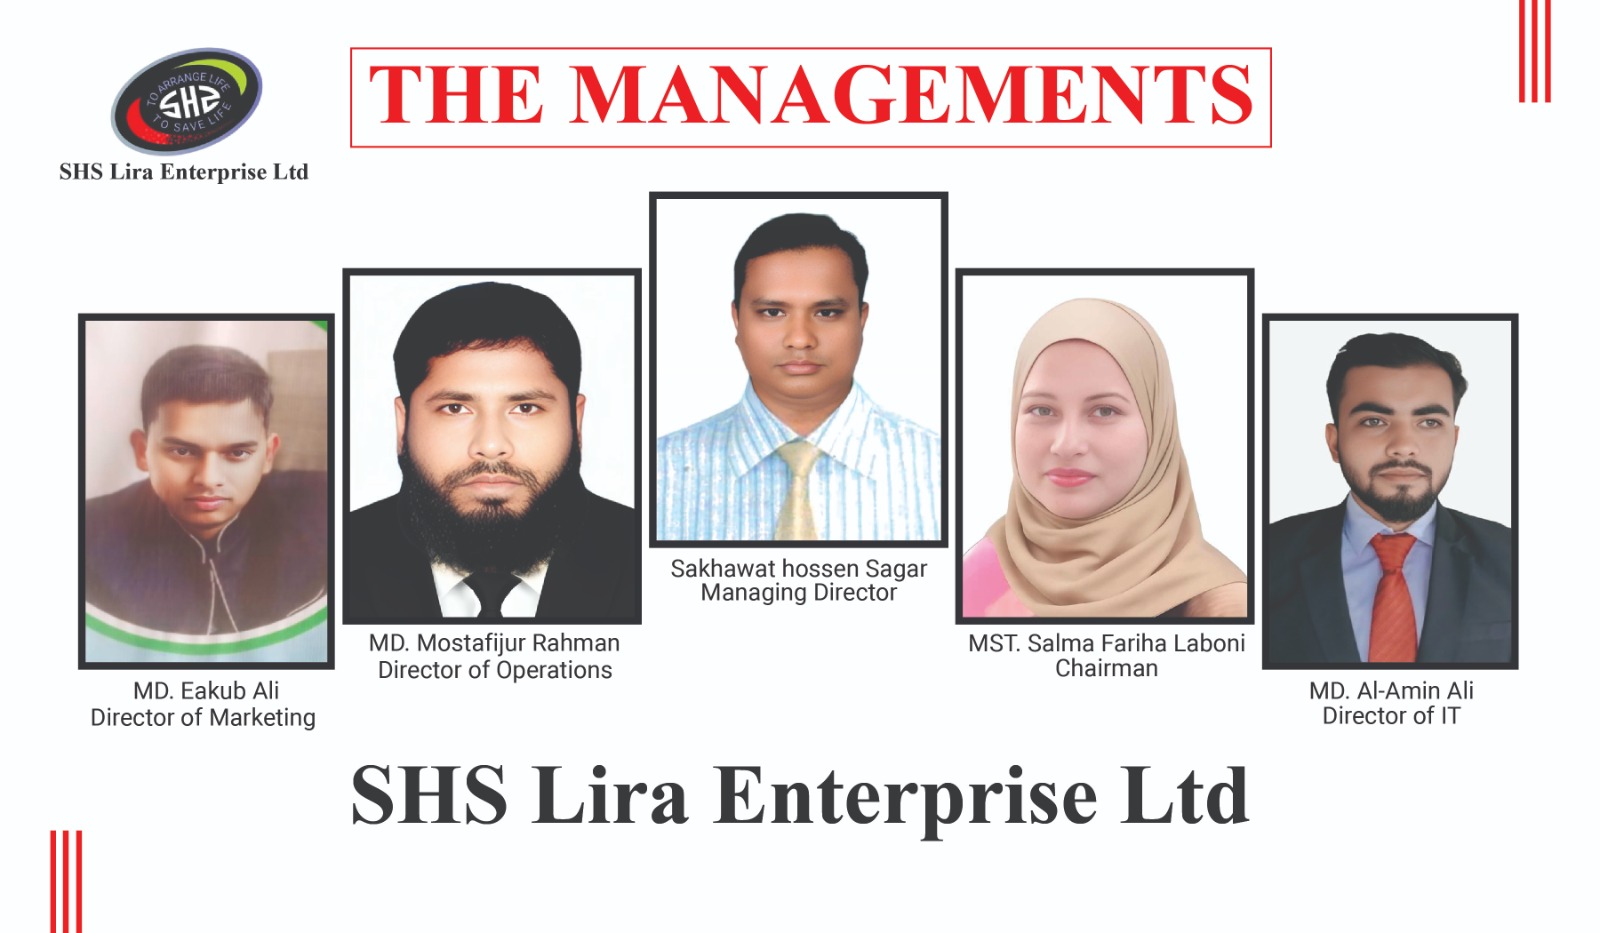 TO ARRANGE LIFE
SHS
TO SAVE LIFE
SHS Lira Enterprise Ltd
THE MANAGEMENTS
Sakhawat hossen Sagar
Managing Director
MD. Mostafijur Rahman
Director of Operations
MST. Salma Fariha Laboni
Chairman
MD. Eakub Ali
Director of Marketing
MD. Al-Amin Ali
Director of IT
SHS Lira Enterprise Ltd